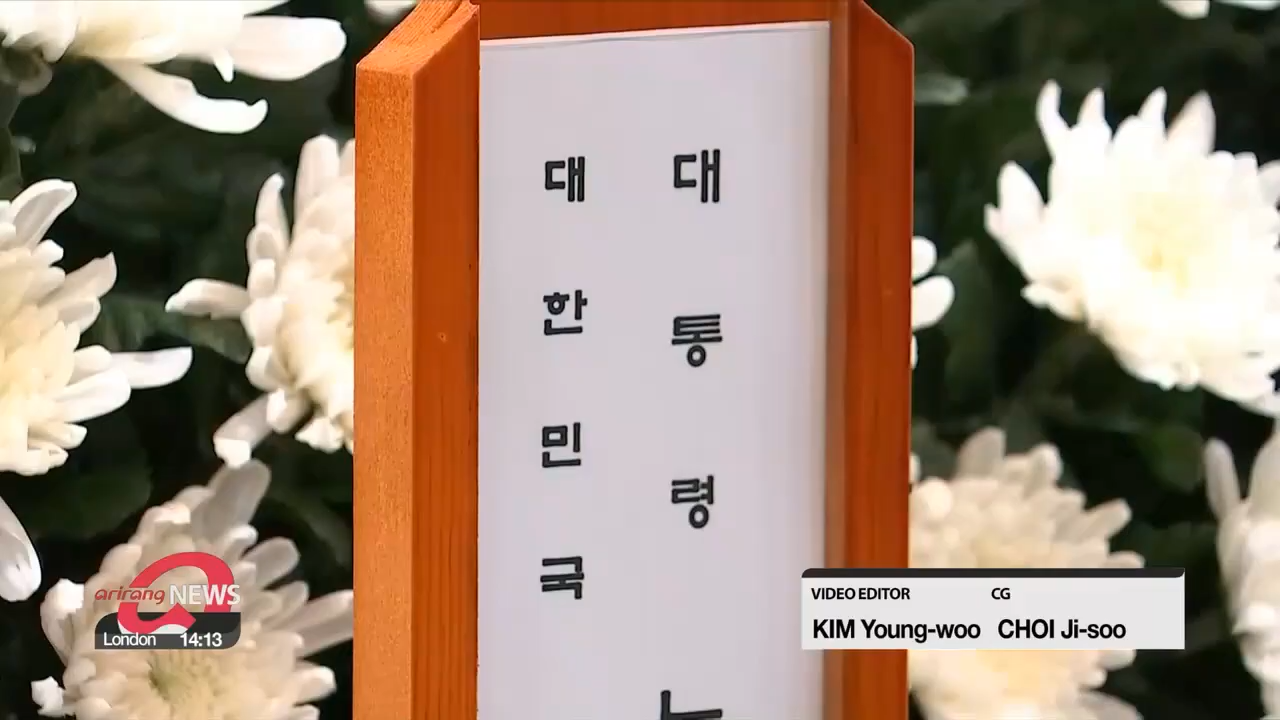 대한민국
대통령
arirang NEWS
London 14:13
VIDEO EDITOR CG
KIM Young-woo CHOI Ji-soo